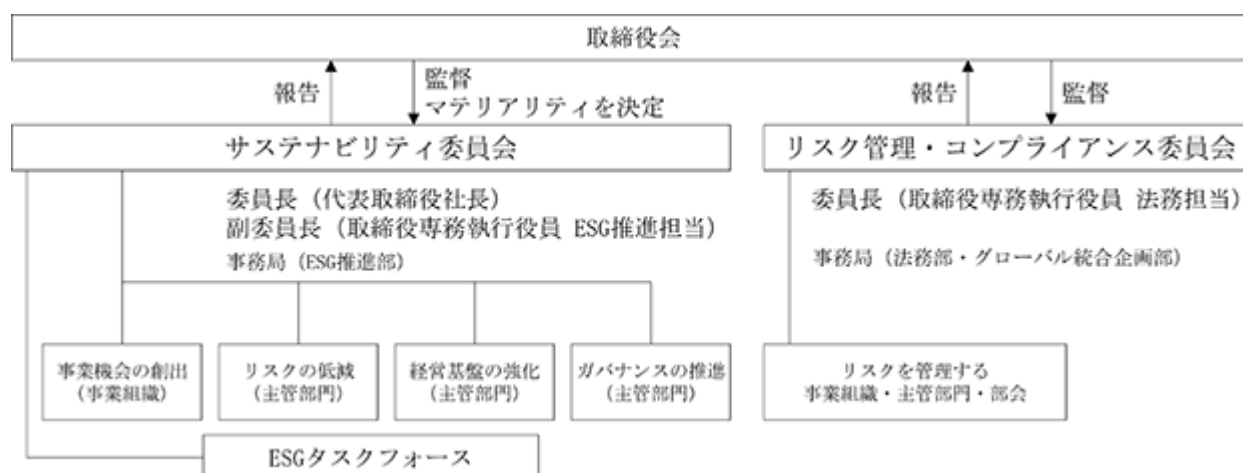 取締役会
報告
監督
マテリアリティを決定
報告
監督
サステナビリティ委員会
リスク管理・コンプライアンス委員会
委員長（代表取締役社長）
副委員長（取締役専務執行役員 ESG推進担当）
事務局（ESG推進部）
委員長（取締役専務執行役員 法務担当）
事務局（法務部・グローバル統合企画部）
事業機会の創出
（事業組織）
リスクの低減
（主管部門）
経営基盤の強化
（主管部門）
ガバナンスの推進
（主管部門）
リスクを管理する
事業組織・主管部門・部会
ESGタスクフォース